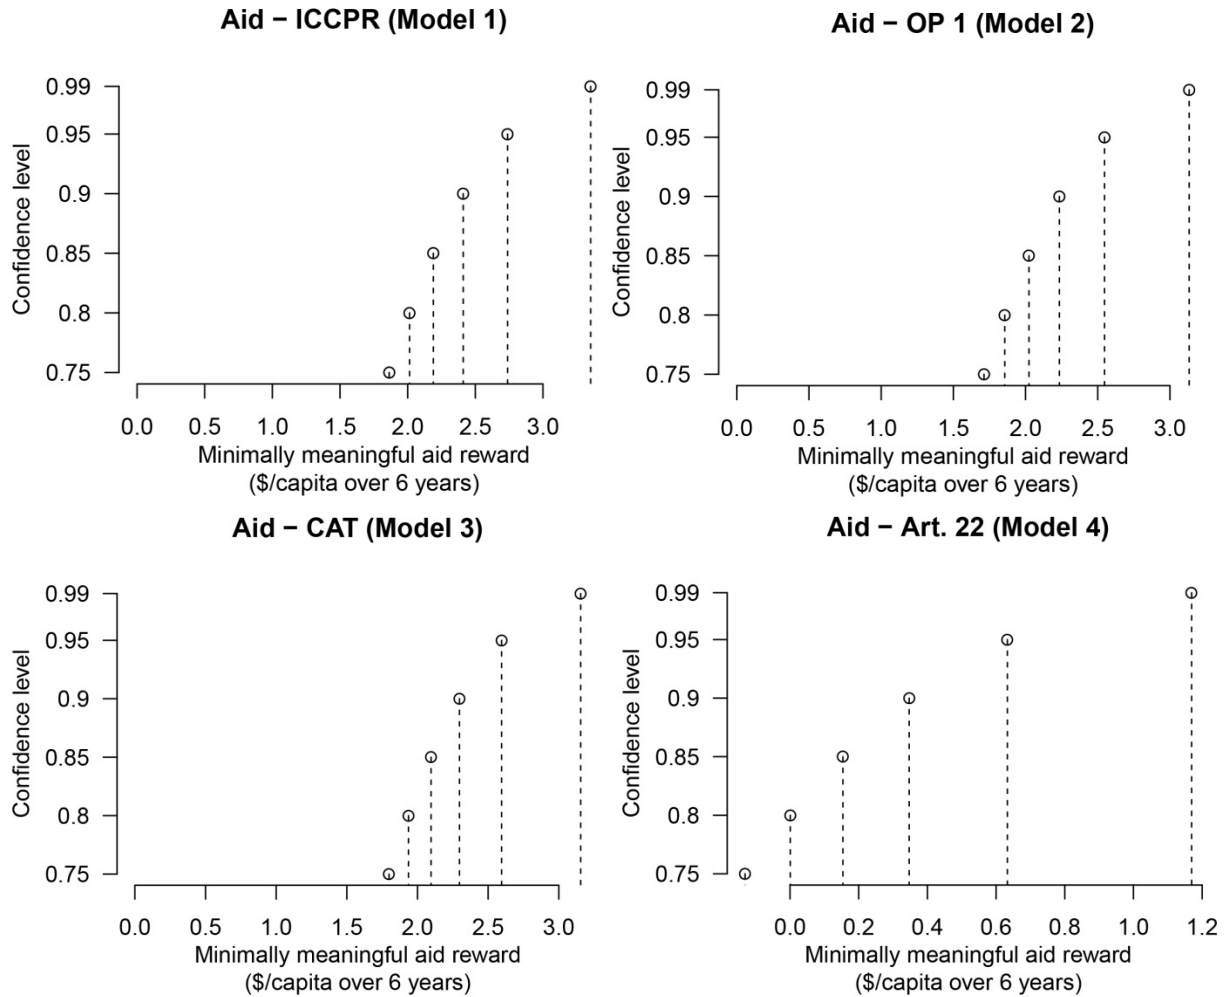 Aid − ICCPR (Model 1)
Confidence level
0.99
0.95
0.9
0.85
0.8
0.75
0.0 0.5 1.0 1.5 2.0 2.5 3.0
Minimally meaningful aid reward
($/capita over 6 years)
Aid − OP 1 (Model 2)
Confidence level
0.99
0.95
0.9
0.85
0.8
0.75
0.0 0.5 1.0 1.5 2.0 2.5 3.0
Minimally meaningful aid reward
($/capita over 6 years)
Aid − CAT (Model 3)
Confidence level
0.99
0.95
0.9
0.85
0.8
0.75
0.0 0.5 1.0 1.5 2.0 2.5 3.0
Minimally meaningful aid reward
($/capita over 6 years)
Aid − Art. 22 (Model 4)
Confidence level
0.99
0.95
0.9
0.85
0.8
0.75
0.0 0.2 0.4 0.6 0.8 1.0 1.2
Minimally meaningful aid reward
($/capita over 6 years)